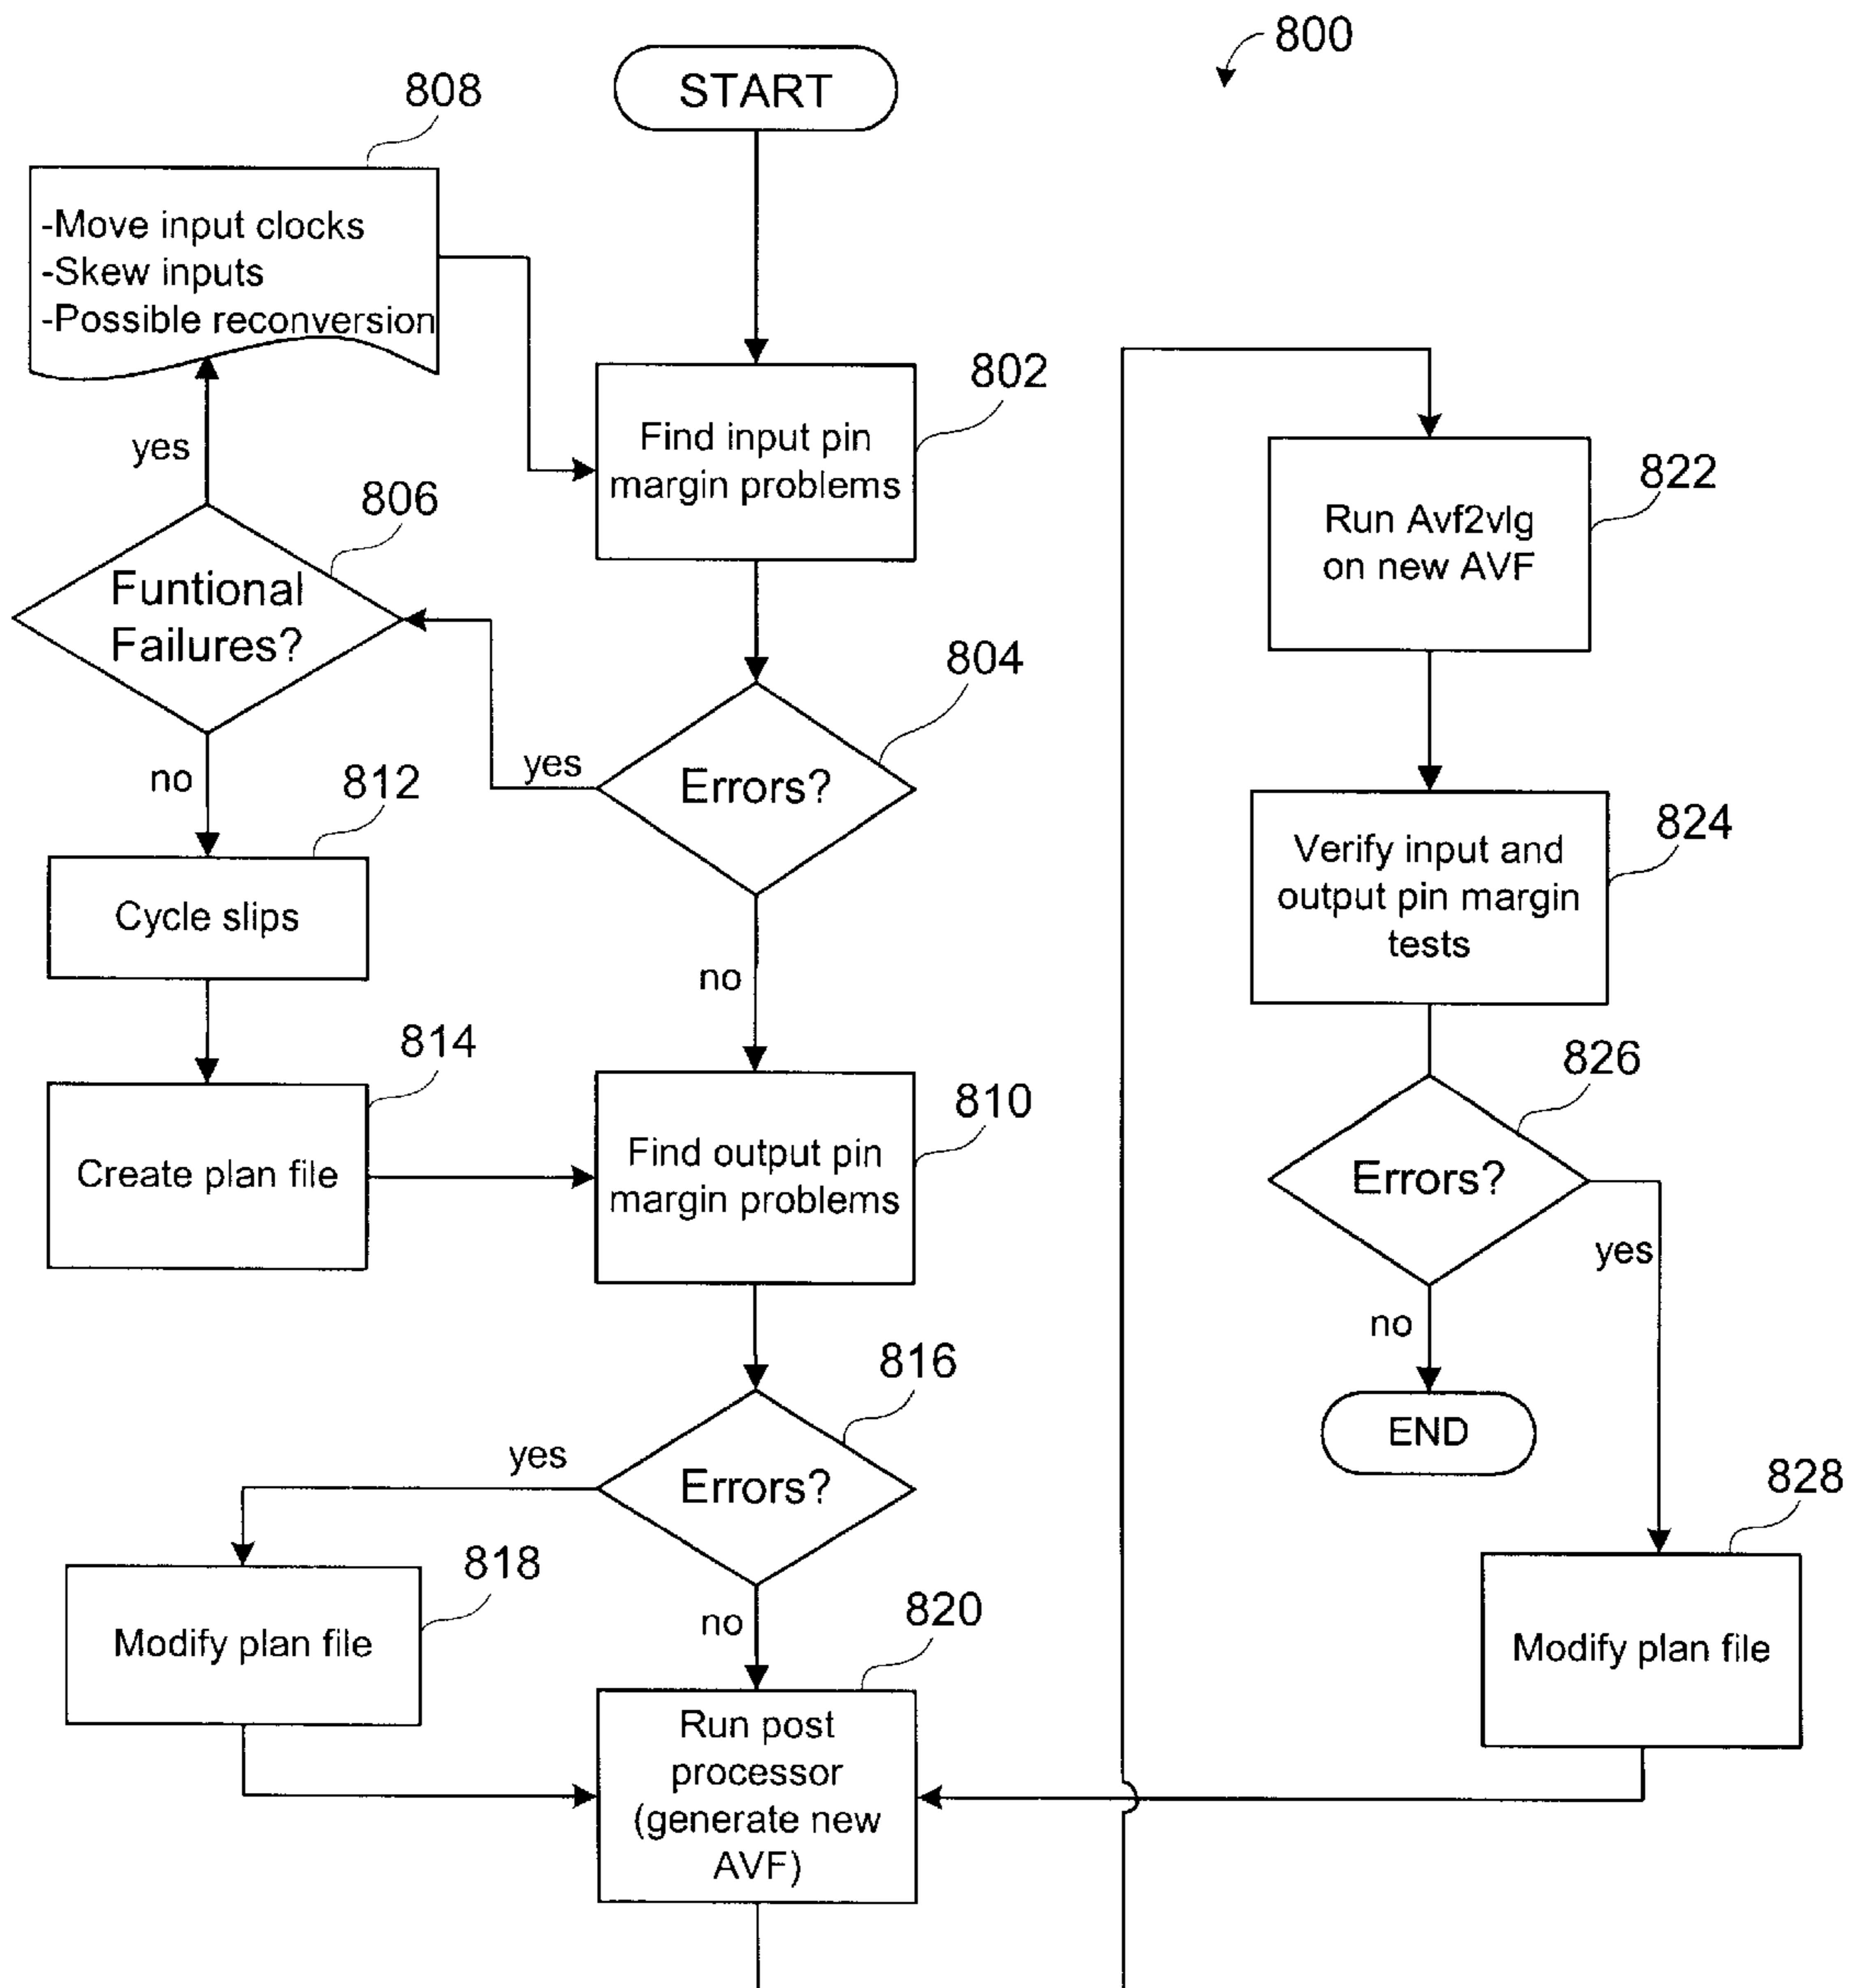 800
START
808
-Move input clocks
-Skew inputs
-Possible reconversion
802
Find input pin
margin problems
yes
806
Funtional
Failures?
804
Errors?
yes
no
812
Cycle slips
no
814
Create plan file
810
Find output pin
margin problems
816
Errors?
yes
818
Modify plan file
no
820
Run post
processor
(generate new
AVF)
822
Run Avf2vlg
on new AVF
824
Verify input and
output pin margin
tests
826
Errors?
yes
no
END
828
Modify plan file